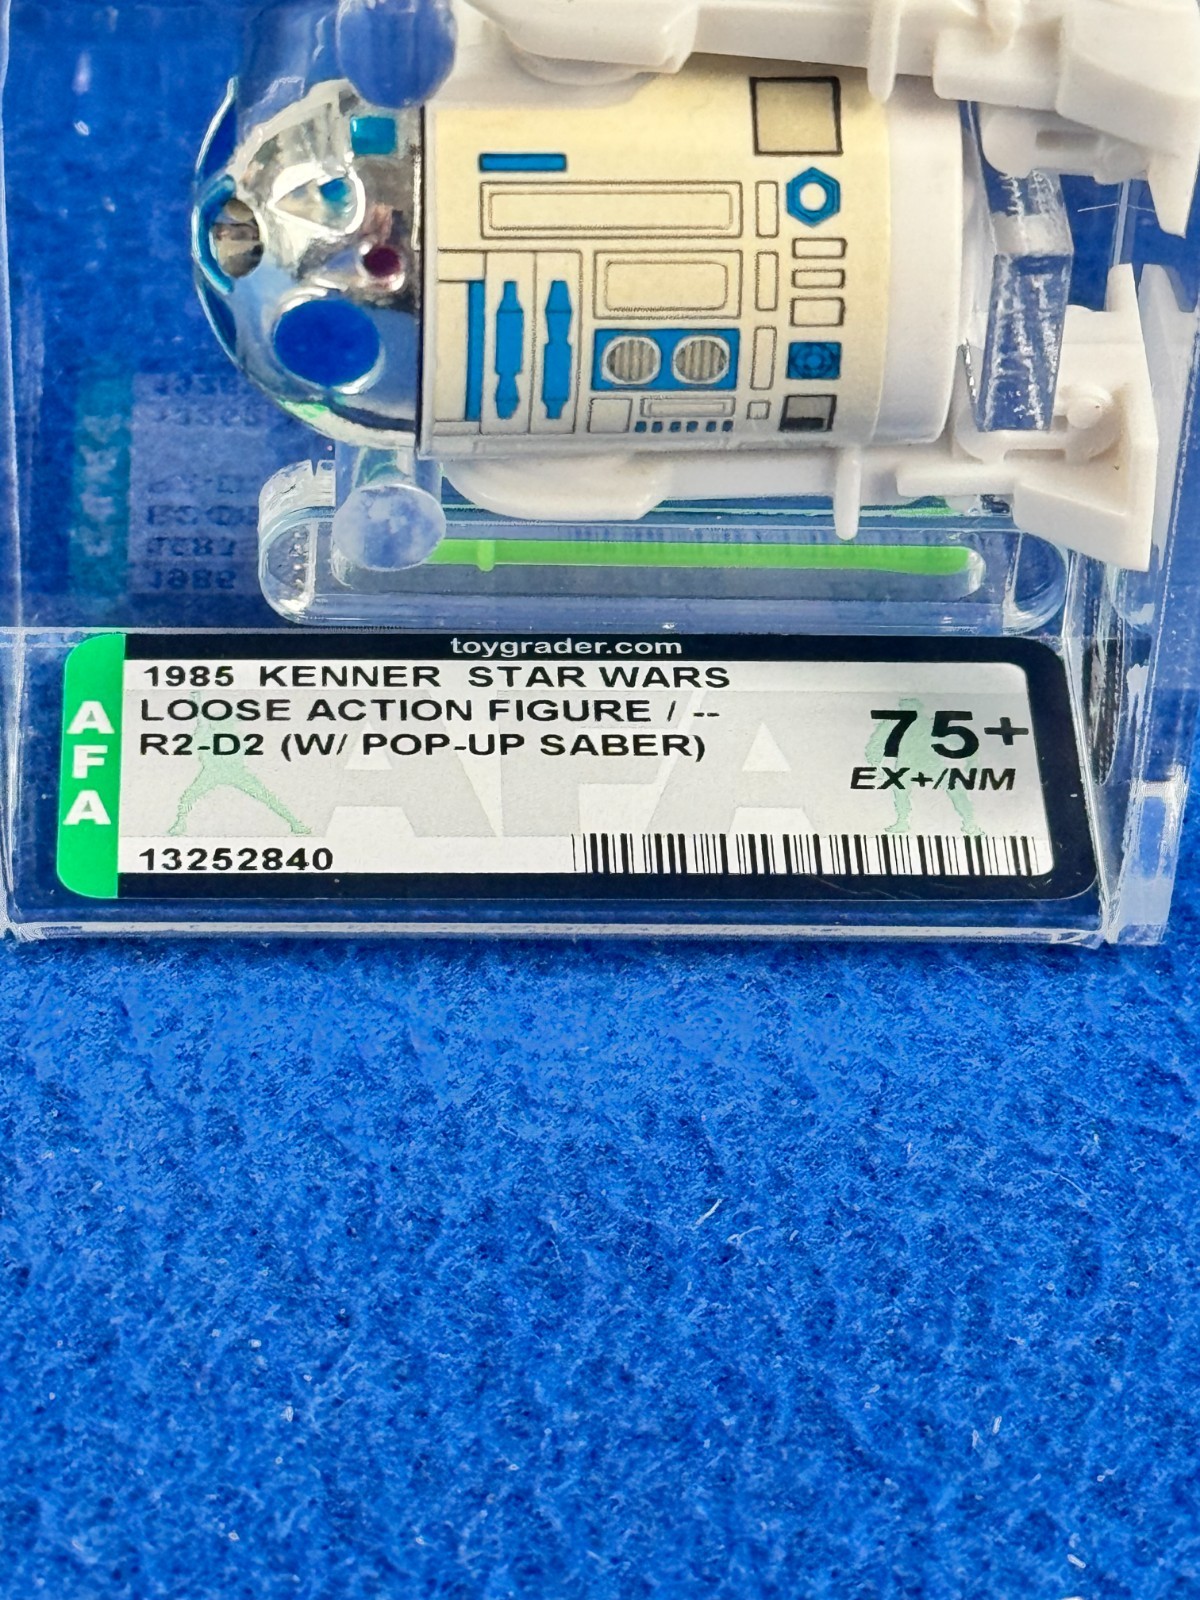 toygrader.com
1985 KENNER STAR WARS
LOOSE ACTION FIGURE / --
R2-D2 (W/ POP-UP SABER)
75+
EX+/NM
AFA
AFA
13252840